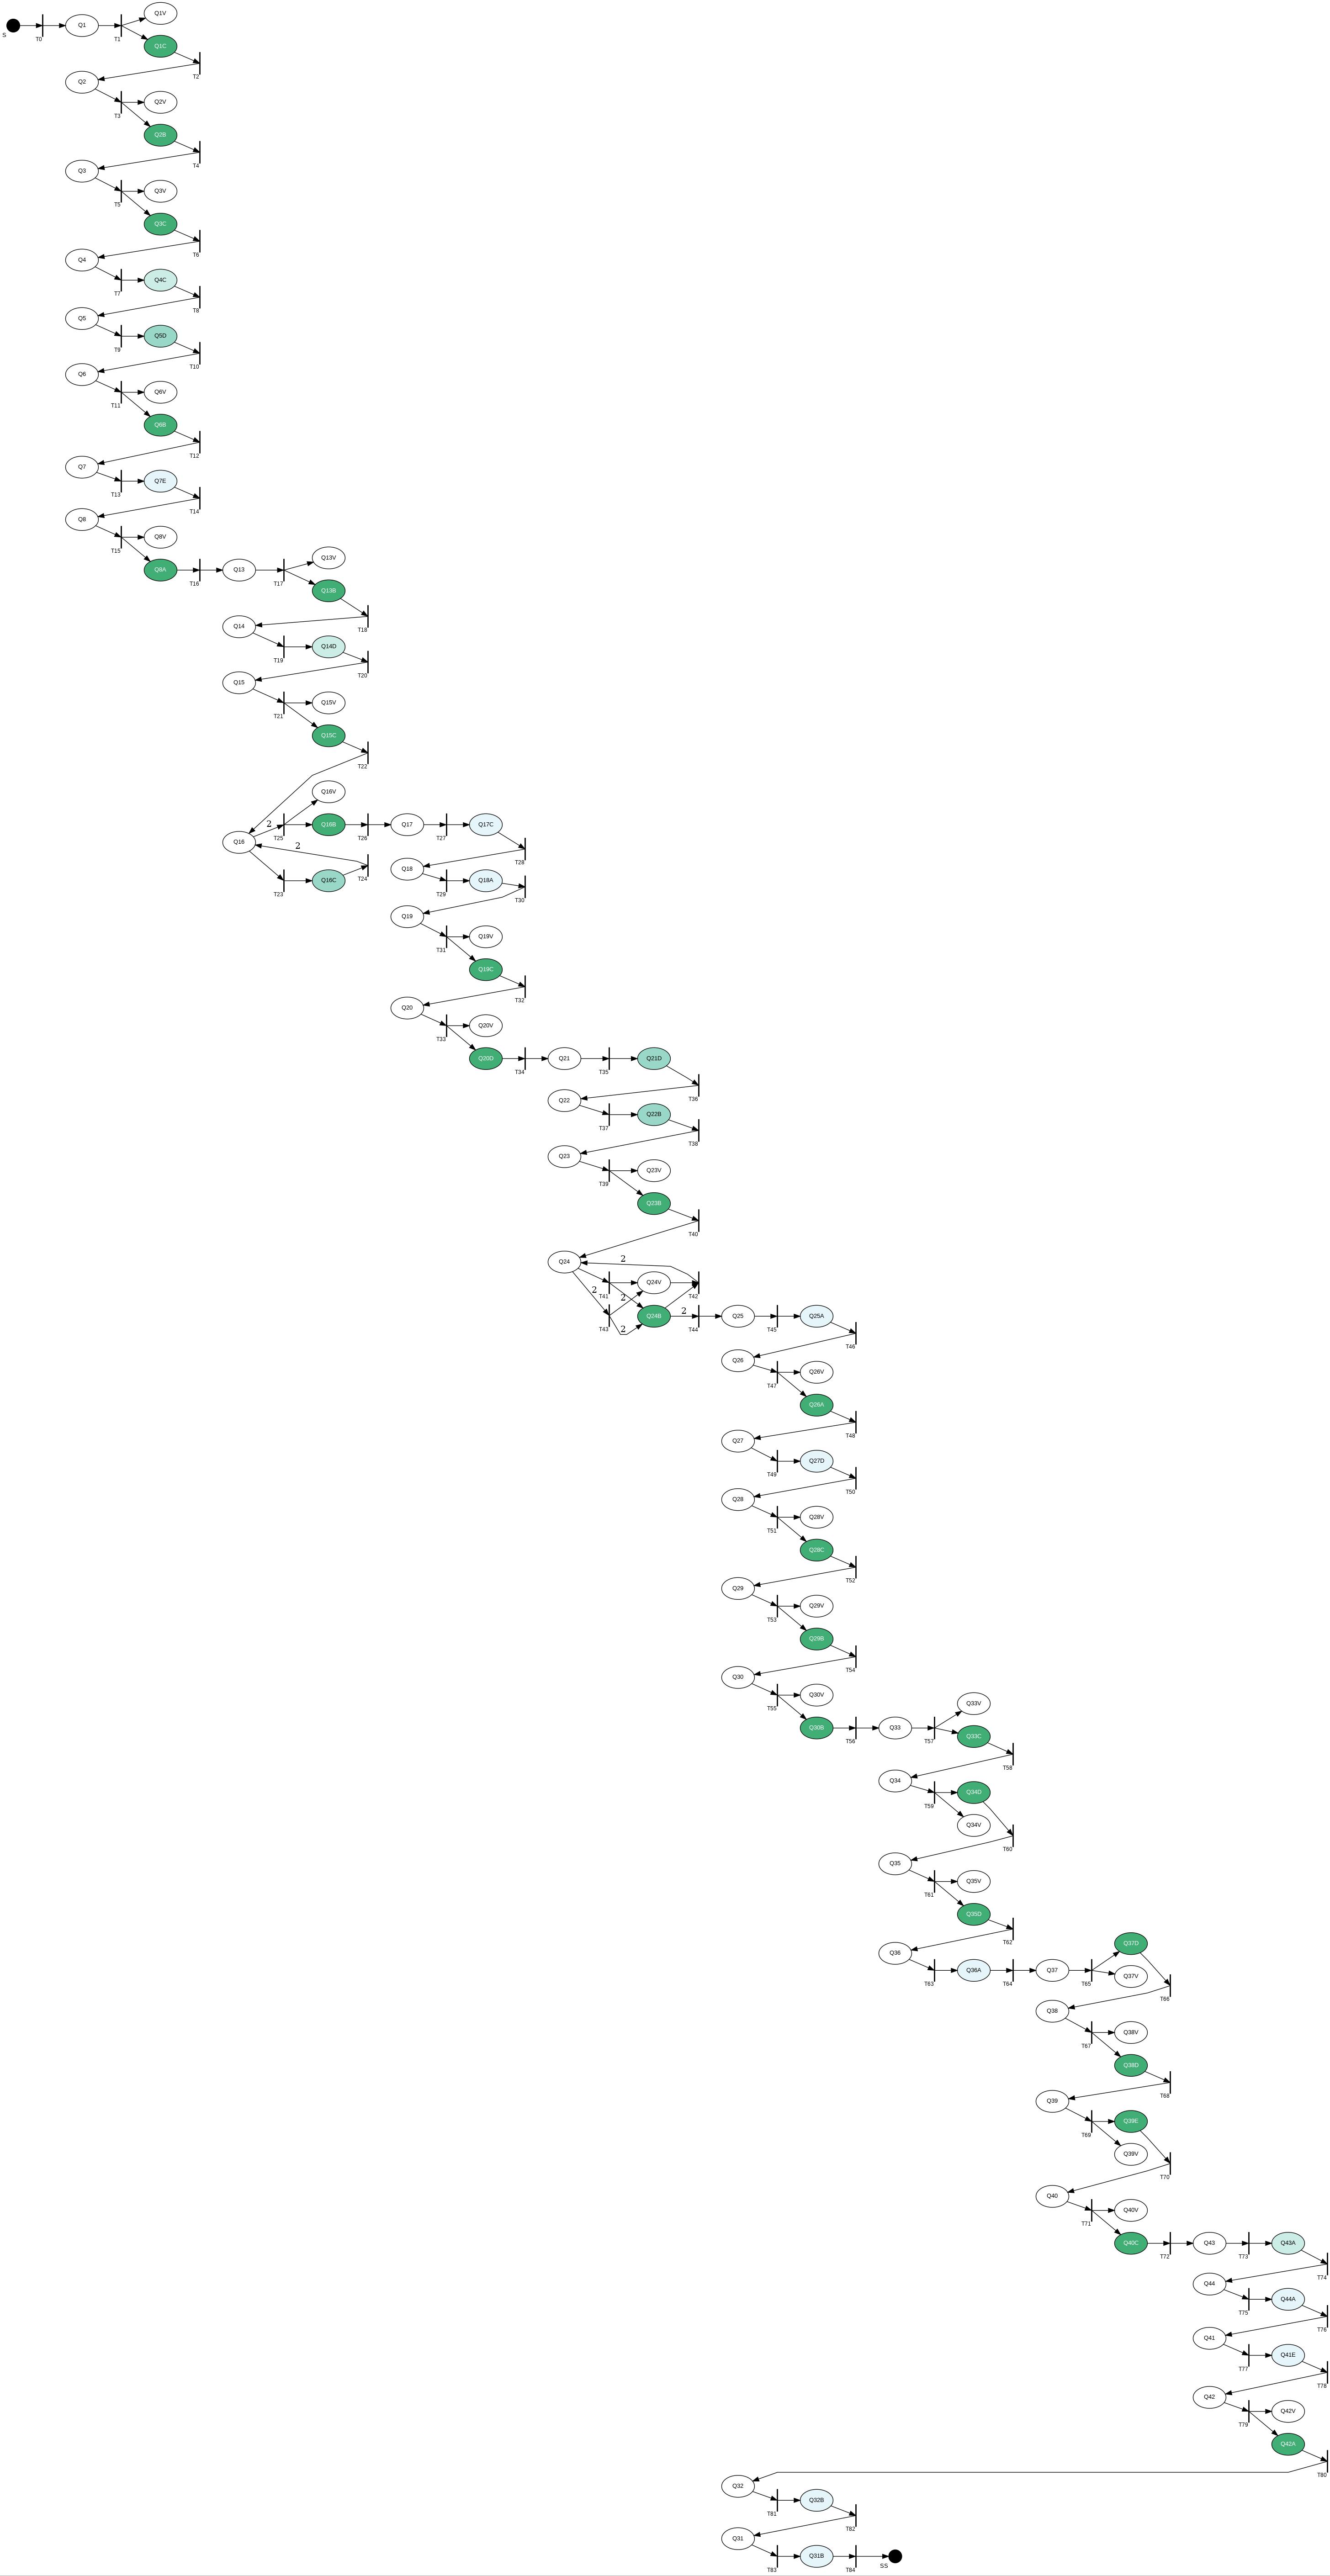 S
T0
Q1
T1
Q1V
Q1C
T2
Q2
T3
Q2V
Q2B
T4
Q3
T5
Q3V
Q3C
T6
Q4
T7
Q4C
T8
Q5
T9
Q5D
T10
Q6
T11
Q6V
Q6B
T12
Q7
T13
Q7E
T14
Q8
T15
Q8V
Q8A
T16
Q13
T17
Q13V
Q13B
T18
Q14
T19
Q14D
T20
Q15
T21
Q15V
Q15C
T22
Q16
2
T25
Q16V
Q16B
T26
2
T23
Q16C
T24
Q17
T27
Q17C
T28
Q18
T29
Q18A
T30
Q19
T31
Q19V
Q19C
T32
Q20
T33
Q20V
Q20D
T34
Q21
T35
Q21D
T36
Q22
T37
Q22B
T38
Q23
T39
Q23V
Q23B
T40
Q24
2
T41
Q24V
T42
2
2
T43
2
Q24B
2
T44
Q25
T45
Q25A
T46
Q26
T47
Q26V
Q26A
T48
Q27
T49
Q27D
T50
Q28
T51
Q28V
Q28C
T52
Q29
T53
Q29V
Q29B
T54
Q30
T55
Q30V
Q30B
T56
Q33
T57
Q33V
Q33C
T58
Q34
T59
Q34D
Q34V
T60
Q35
T61
Q35V
Q35D
T62
Q36
T63
Q36A
T64
Q37
T65
Q37D
Q37V
T66
Q38
T67
Q38V
Q38D
T68
Q39
T69
Q39E
Q39V
T70
Q40
T71
Q40V
Q40C
T72
Q43
T73
Q43A
T74
Q44
T75
Q44A
T76
Q41
T77
Q41E
T78
Q42
T79
Q42V
Q42A
T80
Q32
T81
Q32B
T82
Q31
T83
Q31B
T84
SS